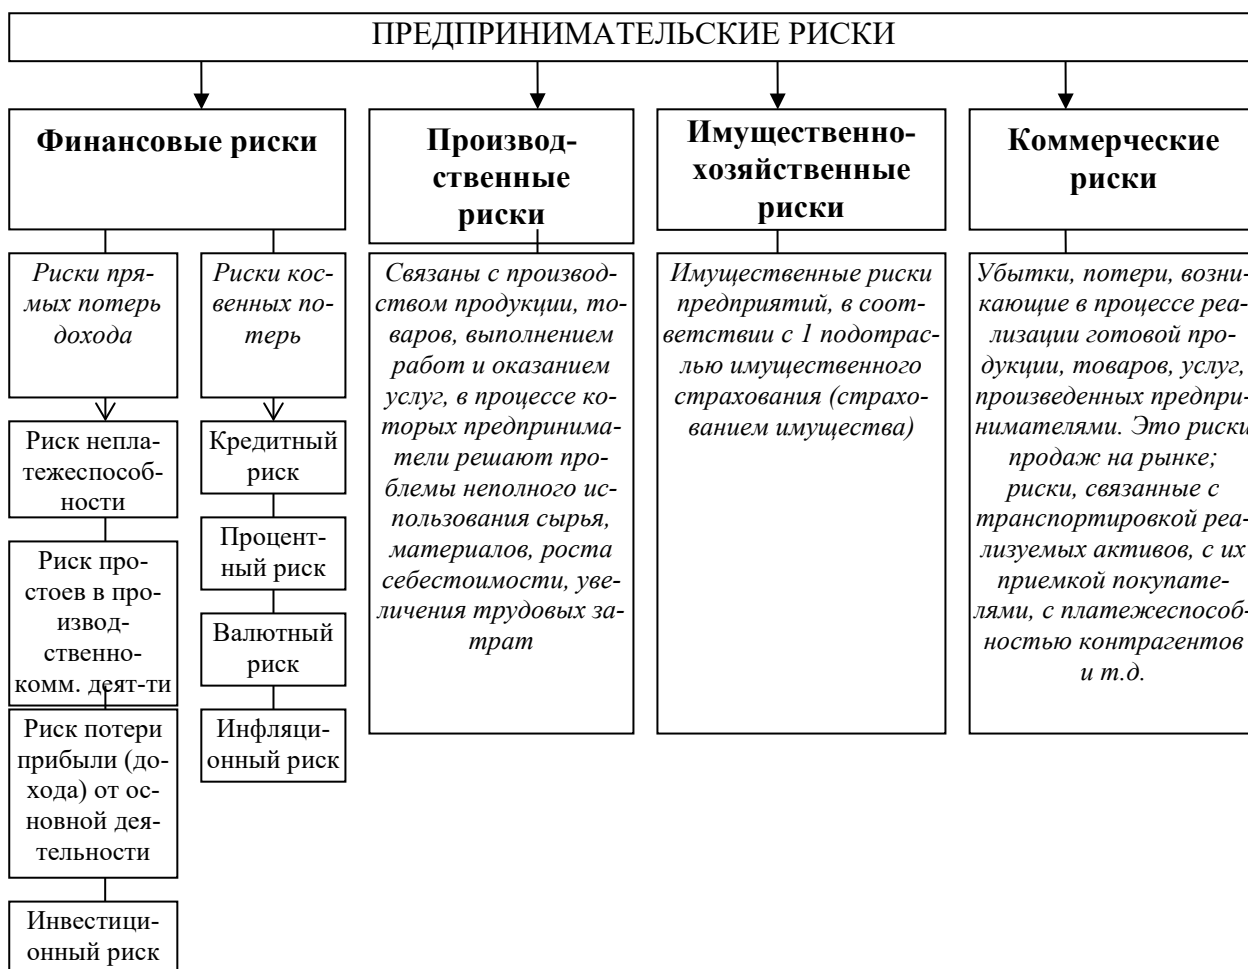 ПРЕДПРИНИМАТЕЛЬСКИЕ РИСКИ
Финансовые риски
Риски пря-
мых потерь
дохода
Риск непла-
тежеспособ-
ности
Риск про-
стоев в про-
извод-
ственно-
комм. деят-ти
Риск потери
прибыли (до-
хода) от ос-
новной дея-
тельности
Инвестици-
онный риск
Риски кос-
венных по-
терь
Кредитный
риск
Процент-
ный риск
Валютный
риск
Инфляци-
онный риск
Производ-
ственные
риски
Связаны с производ-
ством продукции, то-
варов, выполнением
работ и оказанием
услуг, в процессе ко-
торых предпринима-
тели решают про-
блемы неполного ис-
пользования сырья,
материалов, роста
себестоимости, уве-
личения трудовых за-
трат
Имущественно-
хозяйственные
риски
Имущественные риски
предприятий, в соот-
ветствии с 1 подотрас-
лью имущественного
страхования (страхо-
ванием имущества)
Коммерческие
риски
Убытки, потери, возни-
кающие в процессе реа-
лизации готовой про-
дукции, товаров, услуг,
произведенных предпри-
нимателями. Это риски
продаж на рынке;
риски, связанные с
транспортировкой реа-
лизуемых активов, с их
приемкой покупате-
лями, с платежеспособ-
ностью контрагентов
и т.д.